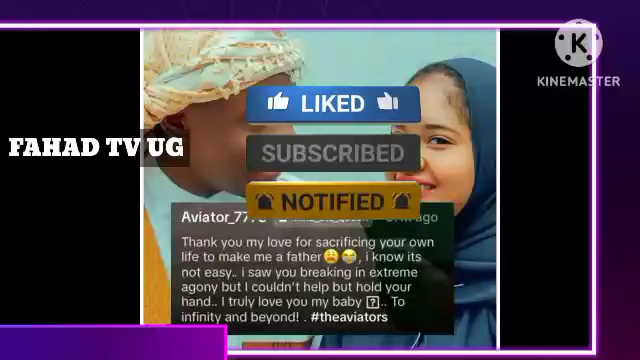 KINEMASTER
LIKED
FAHAD TV UG
SUBSCRIBED
NOTIFIED
ago
Thank you my love for sacrificing your own
life to make me a father😩😭, i know its
not easy.. i saw you breaking in extreme
agony but I couldn't help but hold your
hand.. I truly love you my baby ?.. To
infinity and beyond! . #theaviators